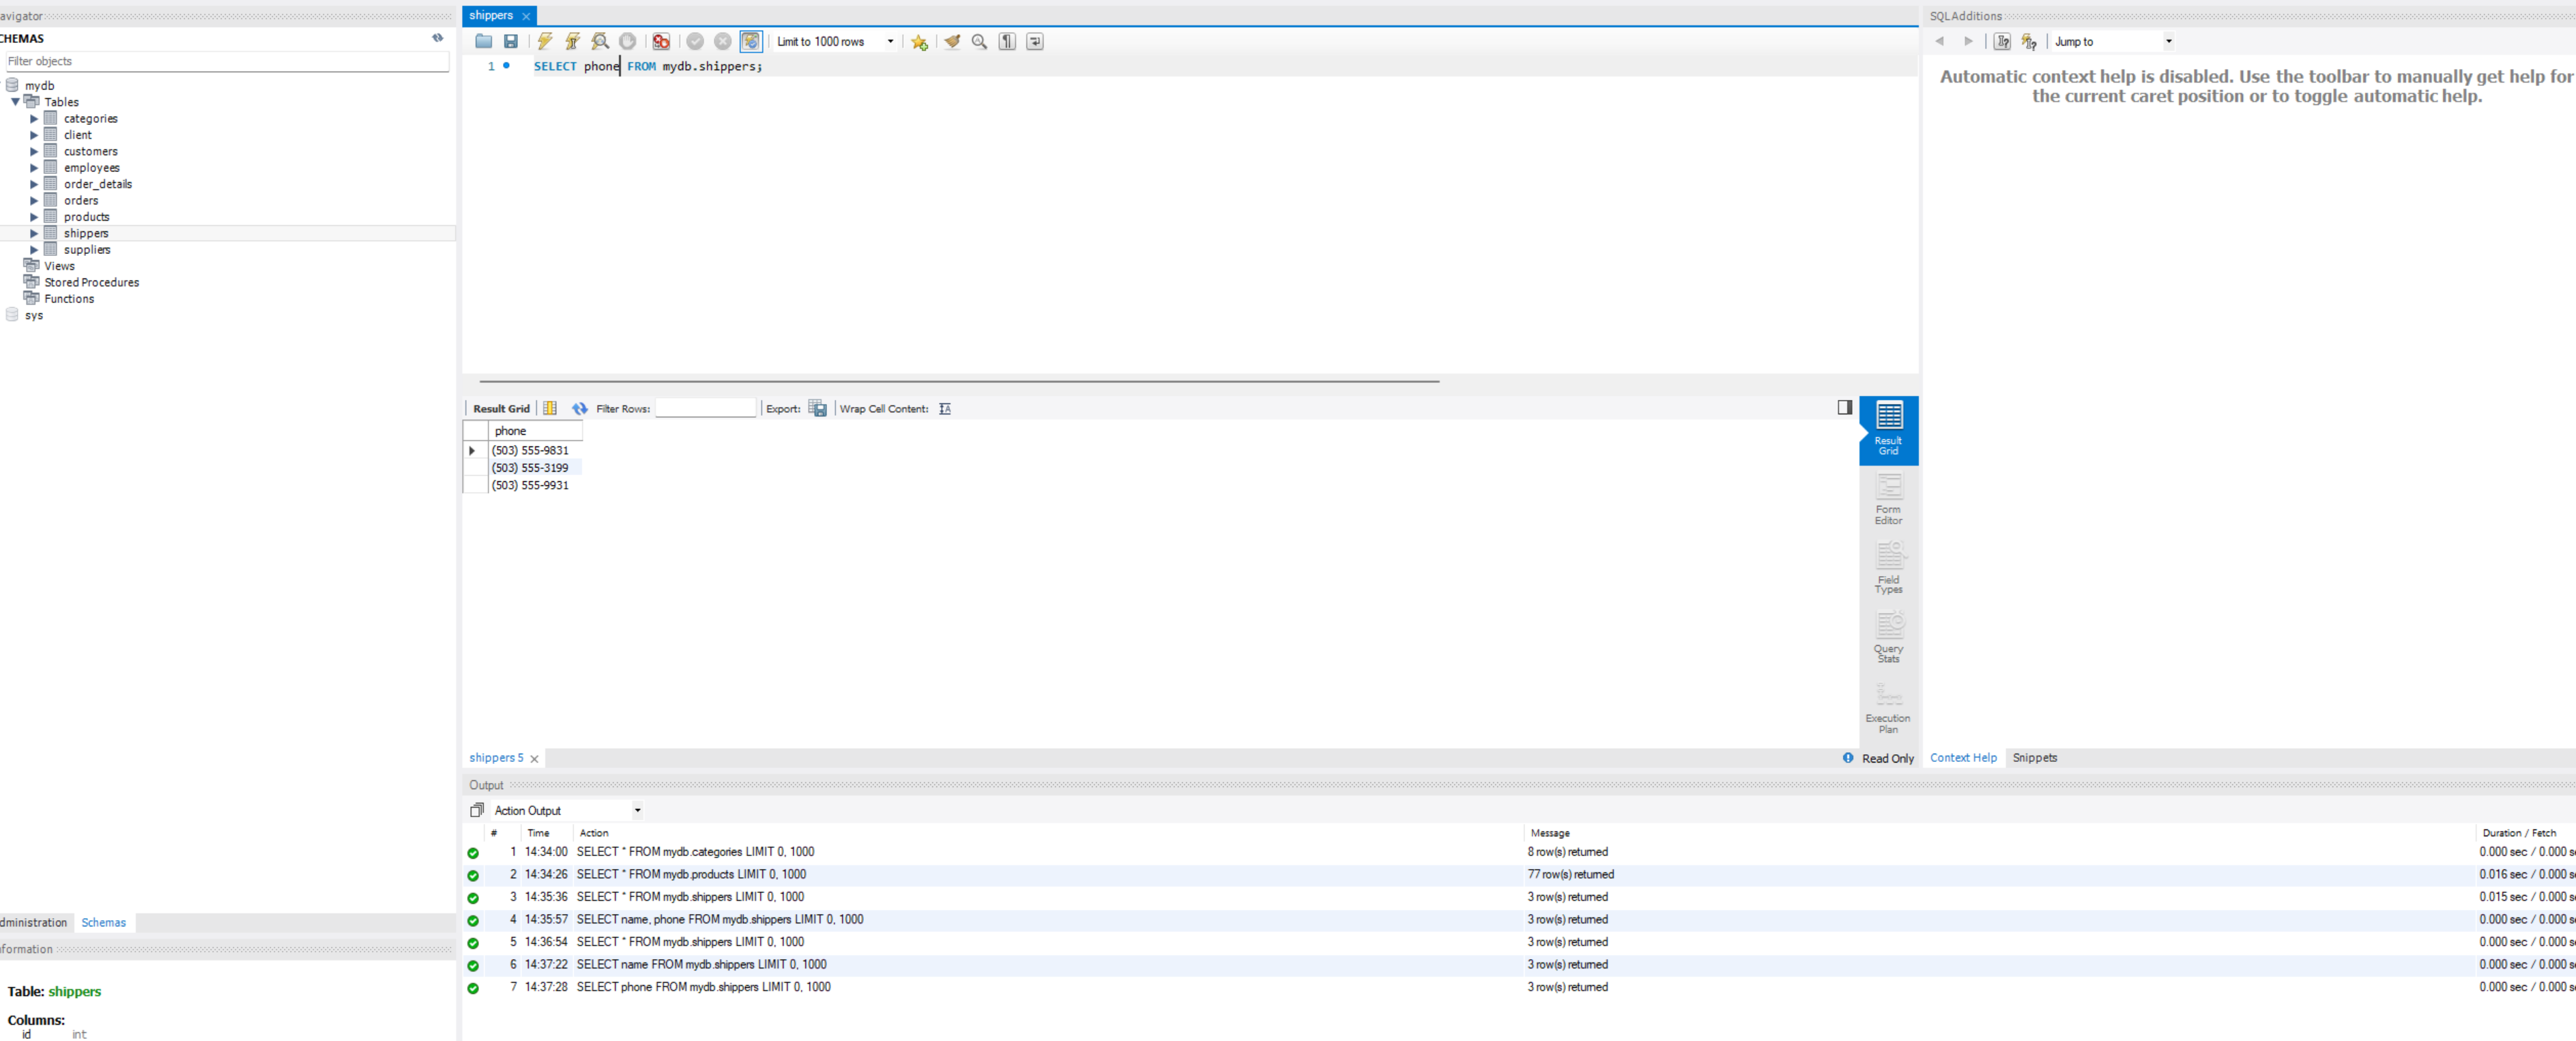 avigator
CHEMAS
Filter objects
mydb
Tables
categories
client
customers
employees
order_details
orders
products
shippers
suppliers
Views
Stored Procedures
Functions
sys
dministration Schemas
formation
Table: shippers
Columns:
id int
shippers
Limit to 1000 rows
1 SELECT phone FROM mydb.shippers;
Result Grid Filter Rows: Export: Wrap Cell Content:
phone
(503) 555-9831
(503) 555-3199
(503) 555-9931
Result
Grid
Form
Editor
Field
Types
Query
Stats
Execution
Plan
shippers 5 Read Only
SQLAdditions
Jump to
Automatic context help is disabled. Use the toolbar to manually get help for
the current caret position or to toggle automatic help.
Context Help Snippets
Output
Action Output
# Time Action Message Duration / Fetch
1 14:34:00 SELECT * FROM mydb.categories LIMIT 0, 1000 8 row(s) returned 0.000 sec / 0.000 s
2 14:34:26 SELECT * FROM mydb.products LIMIT 0, 1000 77 row(s) returned 0.016 sec / 0.000 s
3 14:35:36 SELECT * FROM mydb.shippers LIMIT 0, 1000 3 row(s) returned 0.015 sec / 0.000 s
4 14:35:57 SELECT name, phone FROM mydb.shippers LIMIT 0, 1000 3 row(s) returned 0.000 sec / 0.000 s
5 14:36:54 SELECT * FROM mydb.shippers LIMIT 0, 1000 3 row(s) returned 0.000 sec / 0.000 s
6 14:37:22 SELECT name FROM mydb.shippers LIMIT 0, 1000 3 row(s) returned 0.000 sec / 0.000 s
7 14:37:28 SELECT phone FROM mydb.shippers LIMIT 0, 1000 3 row(s) returned 0.000 sec / 0.000 s